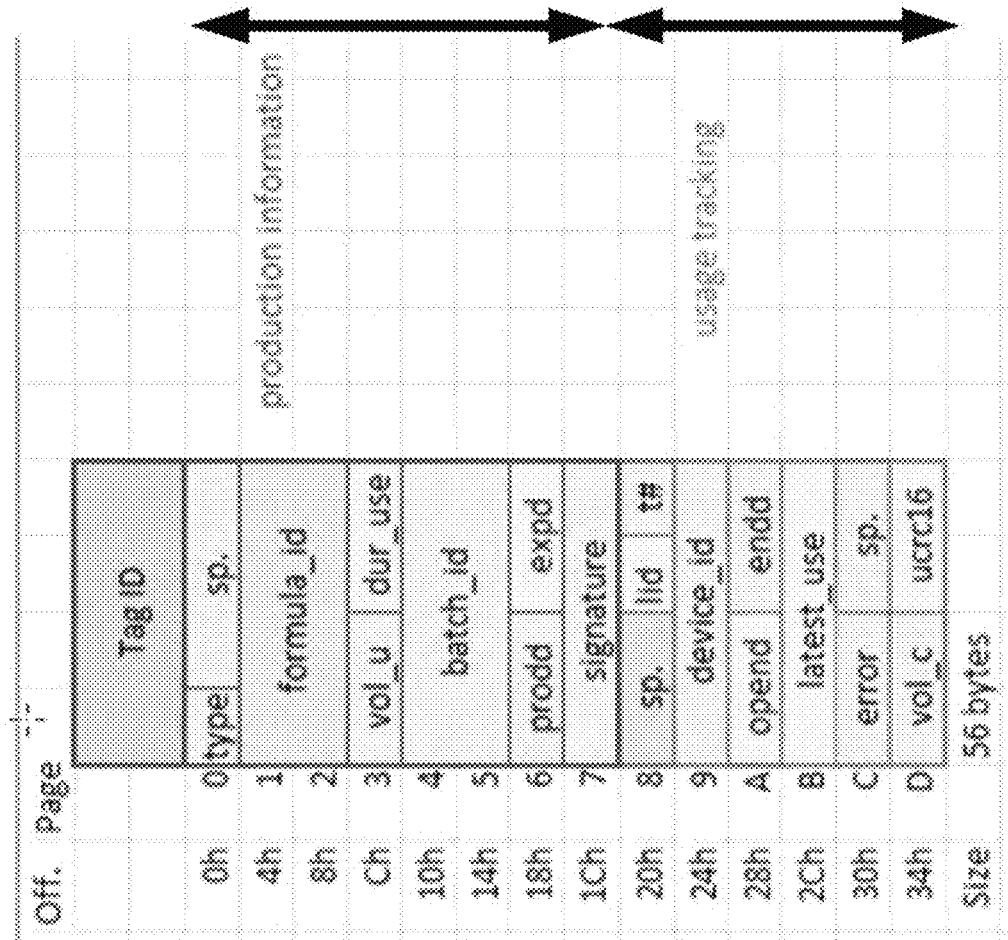 Off. Page
Tag ID
0h 0 type sp.
4h 1 formula_id
8h 2
Ch 3 vol_u dur_use
10h 4 batch_id
14h 5
18h 6 prodd expd
1Ch 7 signature
20h 8 sp. lid t#
24h 9 device_id
28h A opend endd
2Ch B latest_use
30h C error sp.
34h D vol_c ucrc16
Size 56 bytes
production information
usage tracking